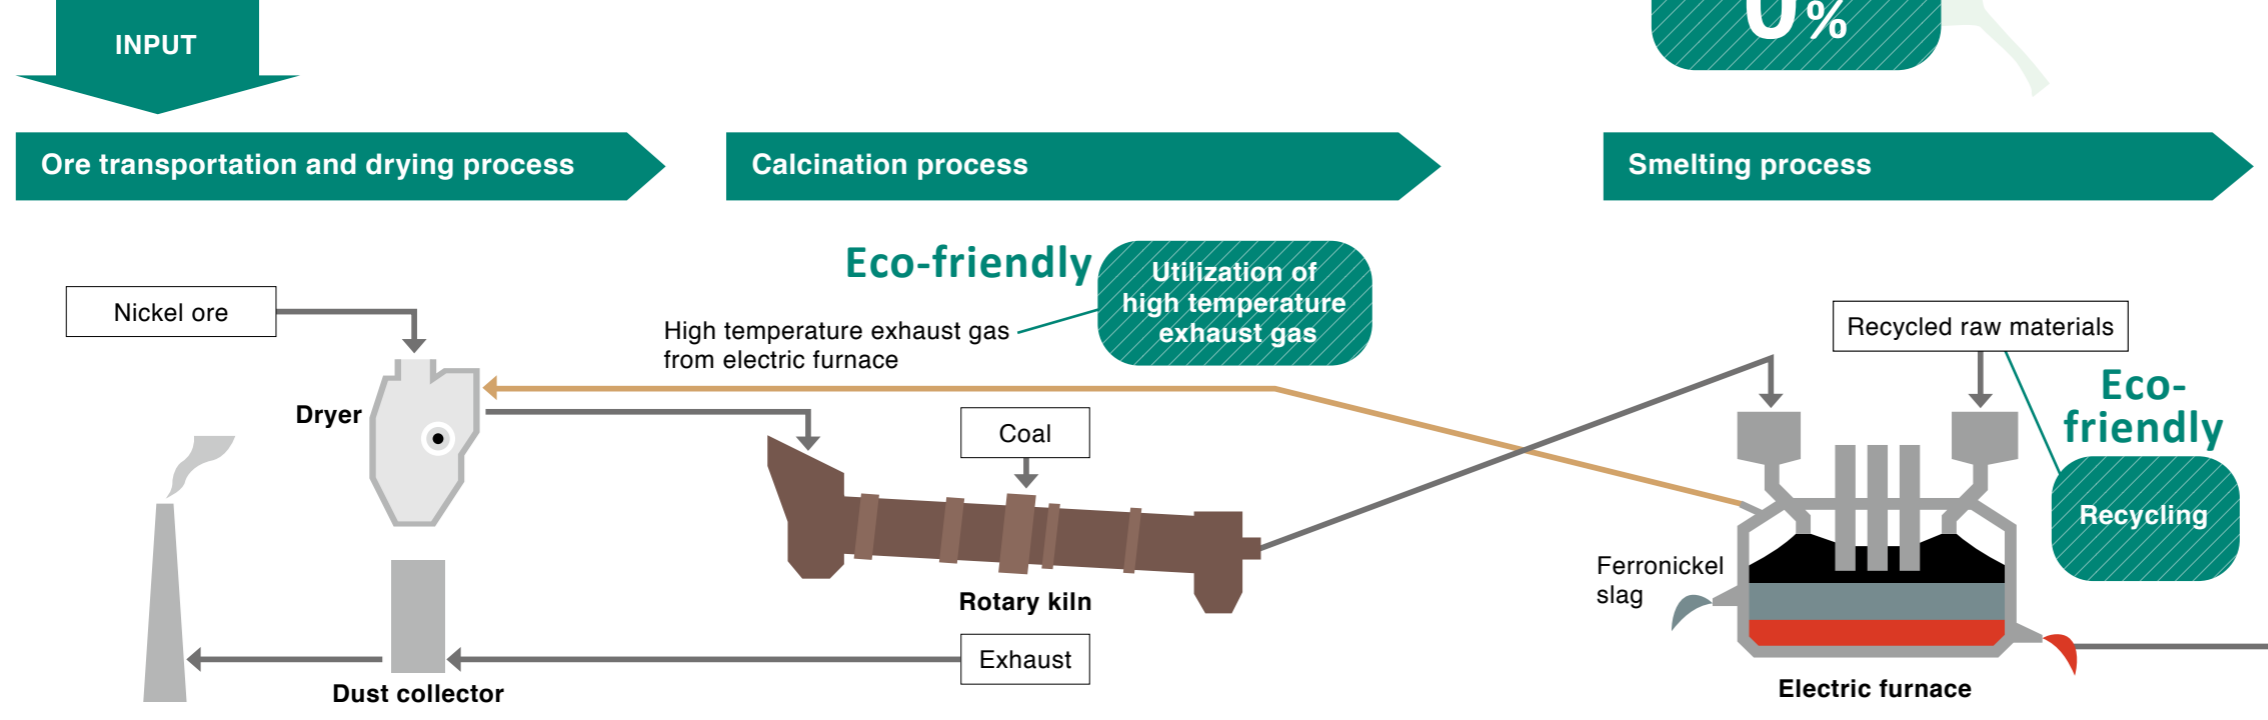 INPUT
0%
Ore transportation and drying process
Calcination process
Smelting process
Eco-friendly
Utilization of
high temperature
exhaust gas
Nickel ore
High temperature exhaust gas
from electric furnace
Recycled raw materials
Eco-
friendly
Dryer
Coal
Recycling
Ferronickel
slag
Rotary kiln
Exhaust
Dust collector
Electric furnace